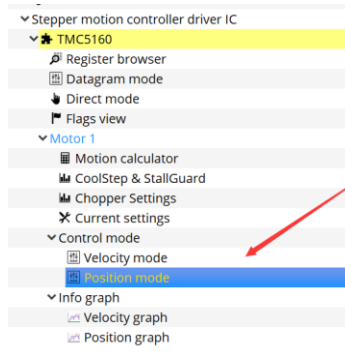 Stepper motion controller driver IC
TMC5160
Register browser
Datagram mode
Direct mode
Flags view
Motor 1
Motion calculator
CoolStep & StallGuard
Chopper Settings
Current settings
Control mode
Velocity mode
Position mode
Info graph
Velocity graph
Position graph